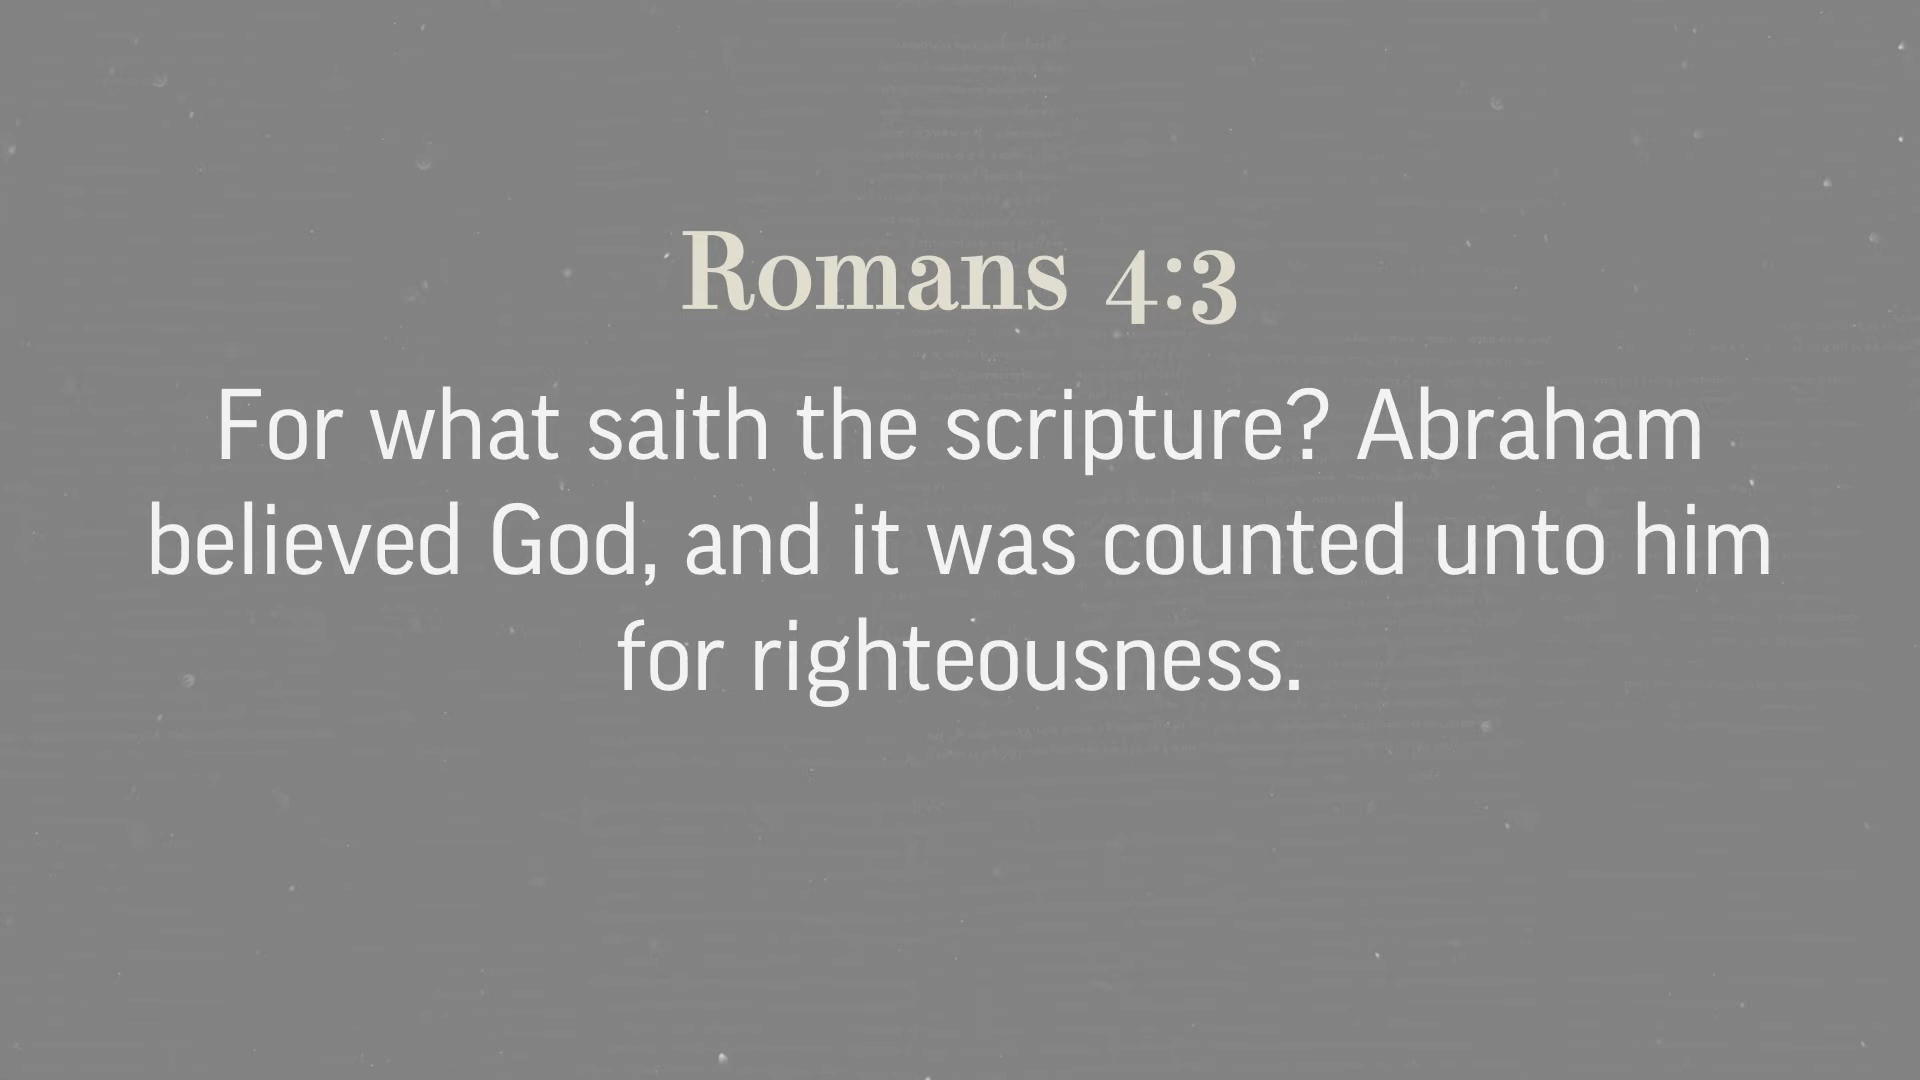 Romans 4:3
For what saith the scripture? Abraham
believed God, and it was counted unto him
for righteousness.